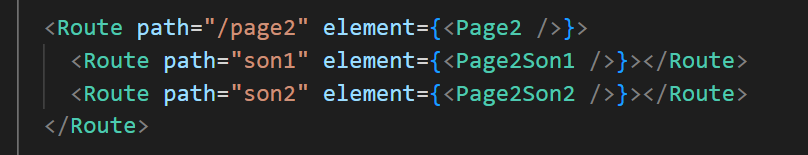 <Route path="/page2" element={<Page2 />}>
<Route path="son1" element={<Page2Son1 />}></Route>
<Route path="son2" element={<Page2Son2 />}></Route>
</Route>